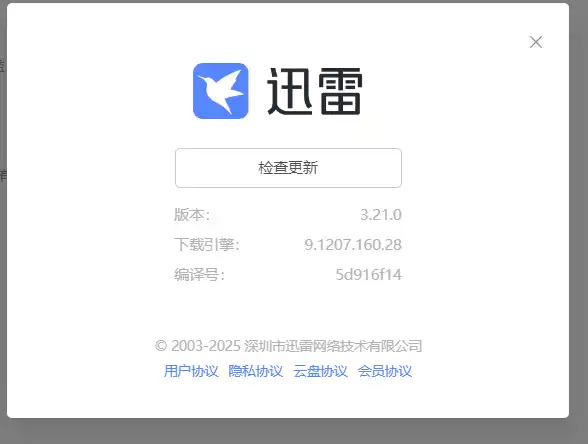 迅雷
检查更新
版本： 3.21.0
下载引擎： 9.1207.160.28
编译号： 5d916f14
© 2003-2025 深圳市迅雷网络技术有限公司
用户协议 隐私协议 云盘协议 会员协议